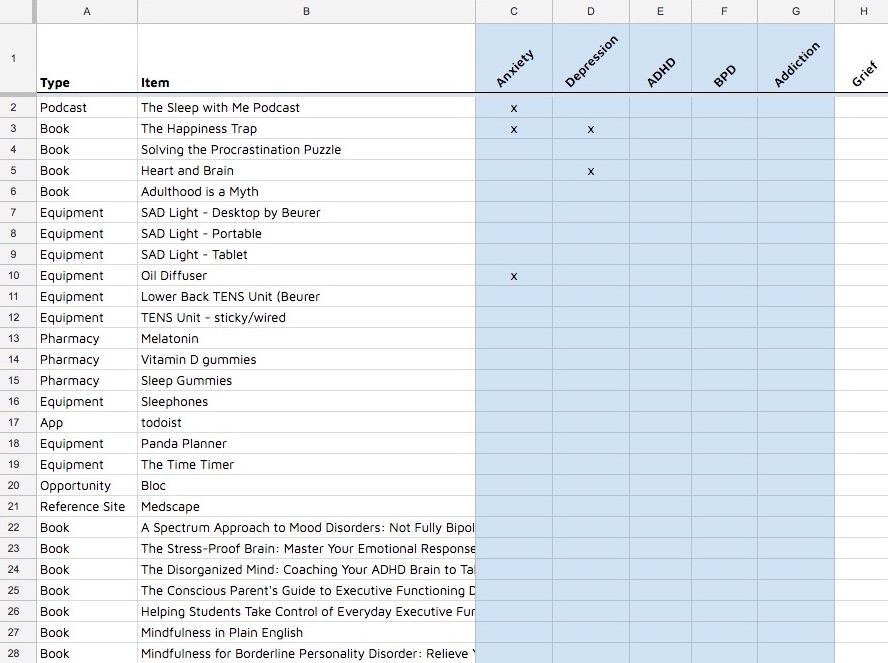 A B C D E F G H
1 Type Item Anxiety Depression ADHD BPD Addiction Grief
2 Podcast The Sleep with Me Podcast x
3 Book The Happiness Trap x x
4 Book Solving the Procrastination Puzzle
5 Book Heart and Brain x
6 Book Adulthood is a Myth
7 Equipment SAD Light - Desktop by Beurer
8 Equipment SAD Light - Portable
9 Equipment SAD Light - Tablet
10 Equipment Oil Diffuser x
11 Equipment Lower Back TENS Unit (Beurer
12 Equipment TENS Unit - sticky/wired
13 Pharmacy Melatonin
14 Pharmacy Vitamin D gummies
15 Pharmacy Sleep Gummies
16 Equipment Sleephones
17 App todoist
18 Equipment Panda Planner
19 Equipment The Time Timer
20 Opportunity Bloc
21 Reference Site Medscape
22 Book A Spectrum Approach to Mood Disorders: Not Fully Bipol
23 Book The Stress-Proof Brain: Master Your Emotional Response
24 Book The Disorganized Mind: Coaching Your ADHD Brain to Ta
25 Book The Conscious Parent's Guide to Executive Functioning D
26 Book Helping Students Take Control of Everyday Executive Fun
27 Book Mindfulness in Plain English
28 Book Mindfulness for Borderline Personality Disorder: Relieve Y